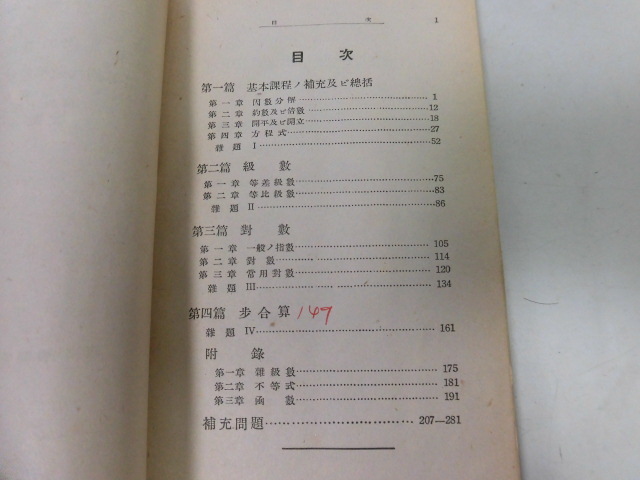 目 次 1
目 次
第一篇 基本課程ノ補充及ビ總括
第一章 因數分解 1
第二章 約數及ビ倍數 12
第三章 開平及ビ開立 18
第四章 方程式 27
雜題 I 52
第二篇 級數
第一章 等差級數 75
第二章 等比級數 83
雜題 II 86
第三篇 對數
第一章 一般ノ指數 105
第二章 對數 114
第三章 常用對數 120
雜題 III 134
第四篇 步合算 149
雜題 IV 161
附錄
第一章 雜級數 175
第二章 不等式 181
第三章 函數 191
補充問題 207—281